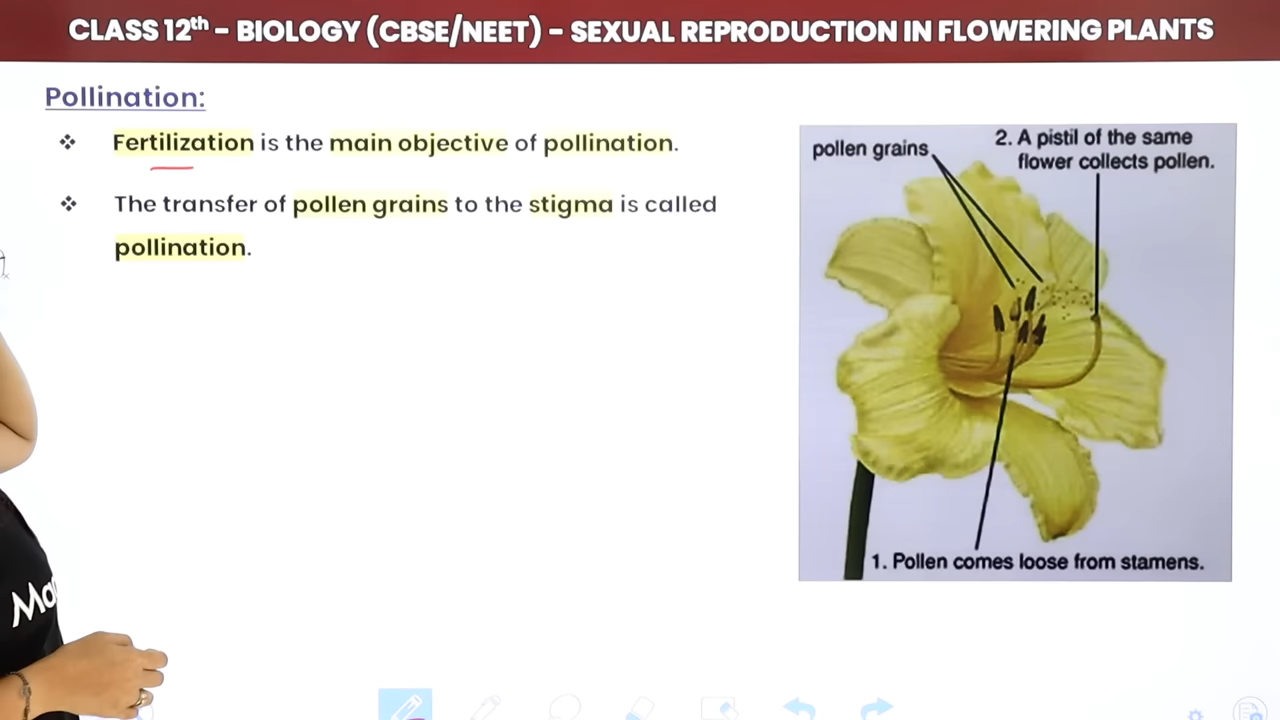 CLASS 12th - BIOLOGY (CBSE/NEET) - SEXUAL REPRODUCTION IN FLOWERING PLANTS
Pollination:
❖ Fertilization is the main objective of pollination.
❖ The transfer of pollen grains to the stigma is called
pollination.
pollen grains
2. A pistil of the same
flower collects pollen.
1. Pollen comes loose from stamens.